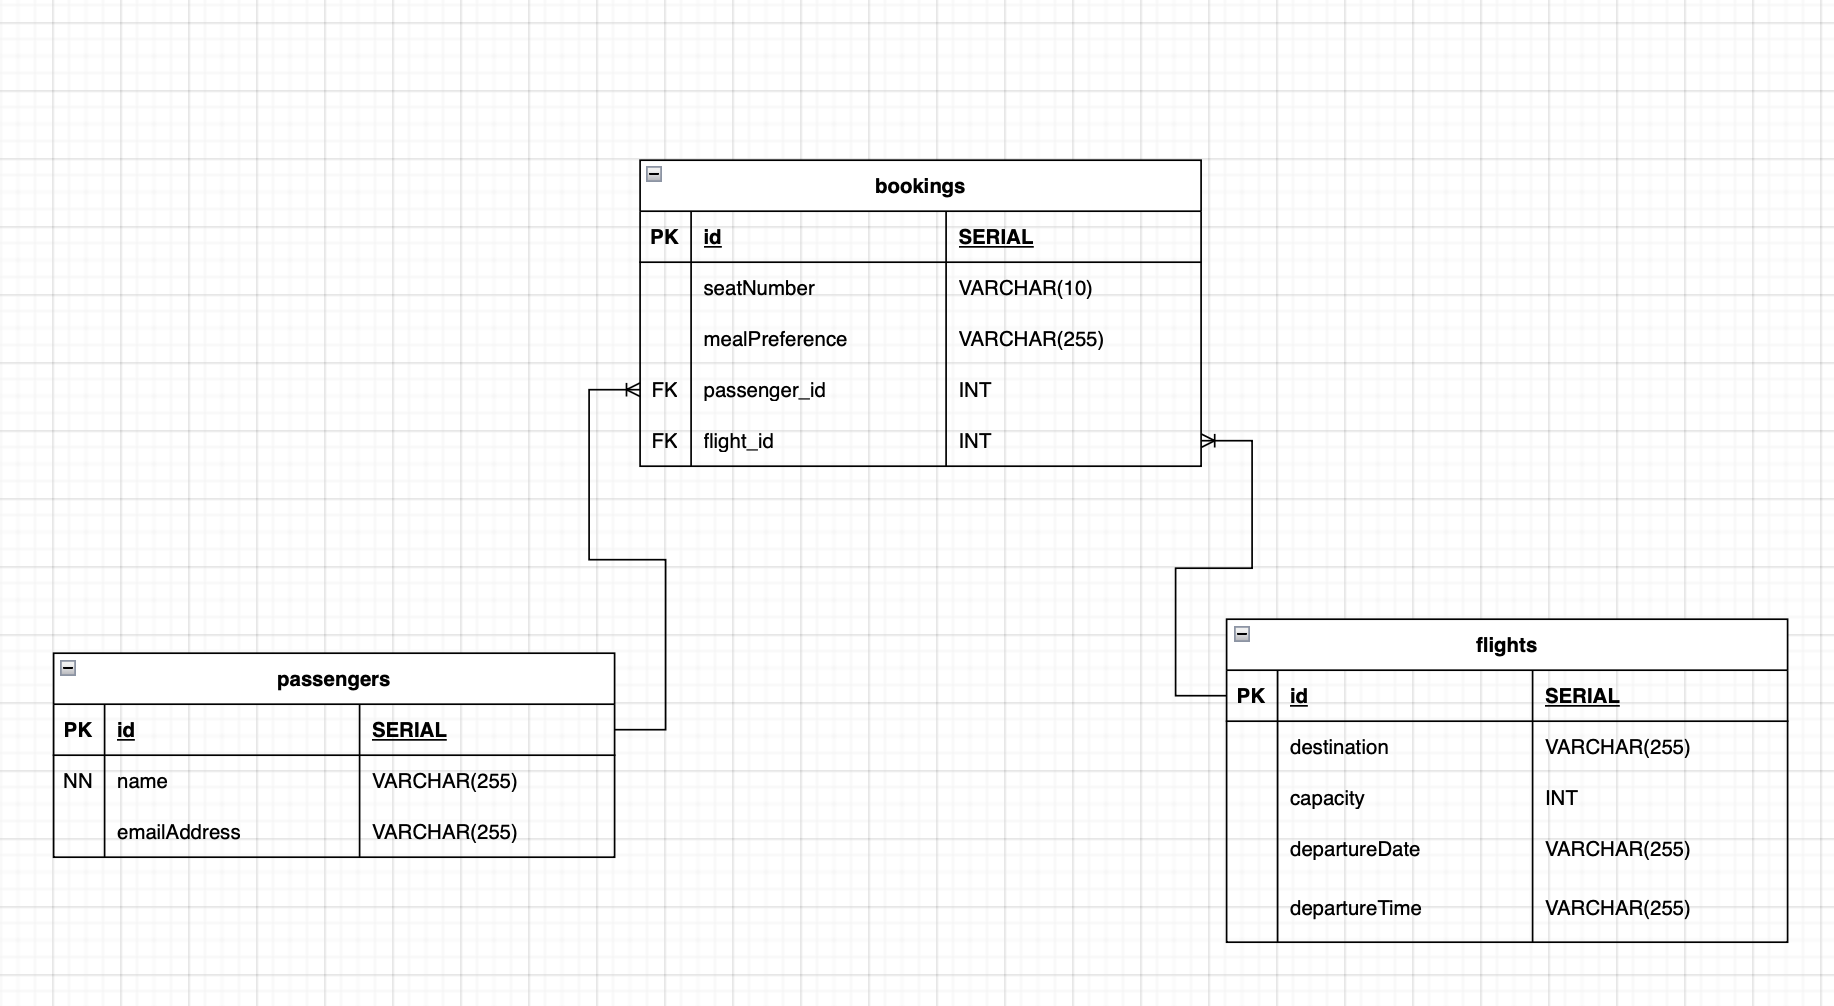 bookings
PK id SERIAL
seatNumber VARCHAR(10)
mealPreference VARCHAR(255)
FK passenger_id INT
FK flight_id INT
passengers
PK id SERIAL
NN name VARCHAR(255)
emailAddress VARCHAR(255)
flights
PK id SERIAL
destination VARCHAR(255)
capacity INT
departureDate VARCHAR(255)
departureTime VARCHAR(255)